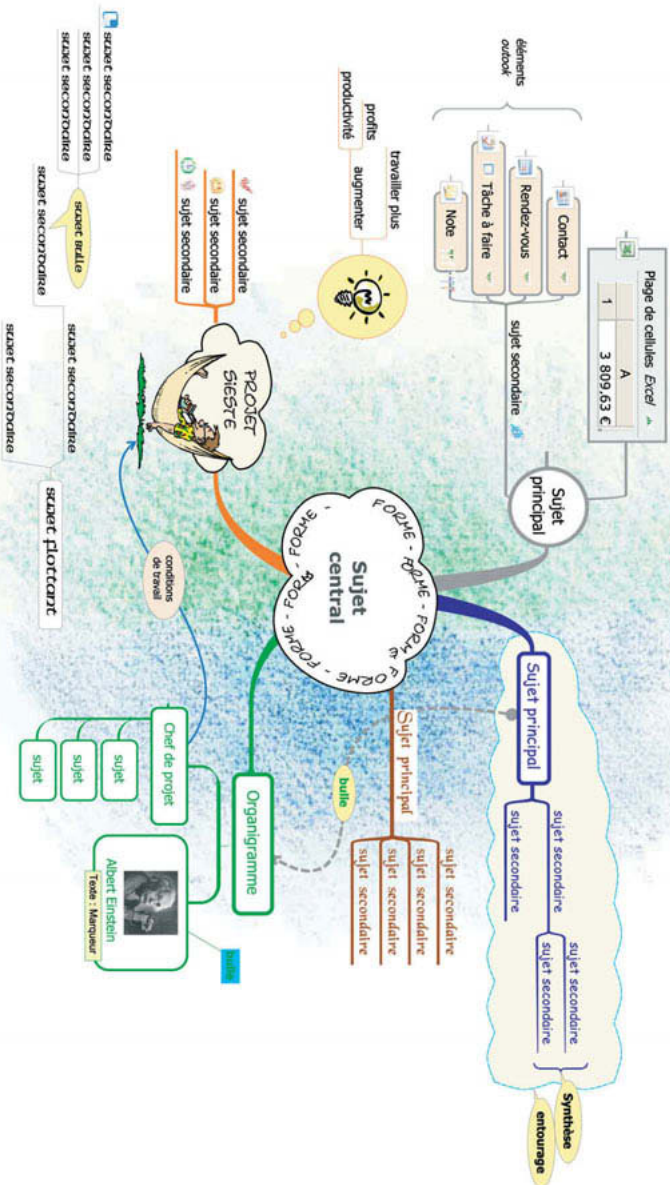 Plage de cellules Excel
A
1
3 809,63 €
Contact
Rendez-vous
Tâche à faire
Note
éléments
outook
sujet secondaire
Sujet
principal
travailler plus
augmenter
profits
productivité
PROJET
SIESTE
sujet secondaire
sujet secondaire
sujet secondaire
Sujet
central
FORME - FORME - FORME - FORME - FORME - FORM - FORME -
Sujet principal
sujet secondaire
sujet secondaire
sujet secondaire
sujet secondaire
Synthèse
entourage
Sujet principal
sujet secondaire
sujet secondaire
sujet secondaire
sujet secondaire
bulle
Organigramme
Chef de projet
sujet
sujet
sujet
Albert Einstein
Texte : Marqueur
bulle
conditions
de travail
sujet flottant
sujet secondaire
sujet secondaire
sujet secondaire
sujet bulle
sujet secondaire
sujet secondaire
sujet secondaire